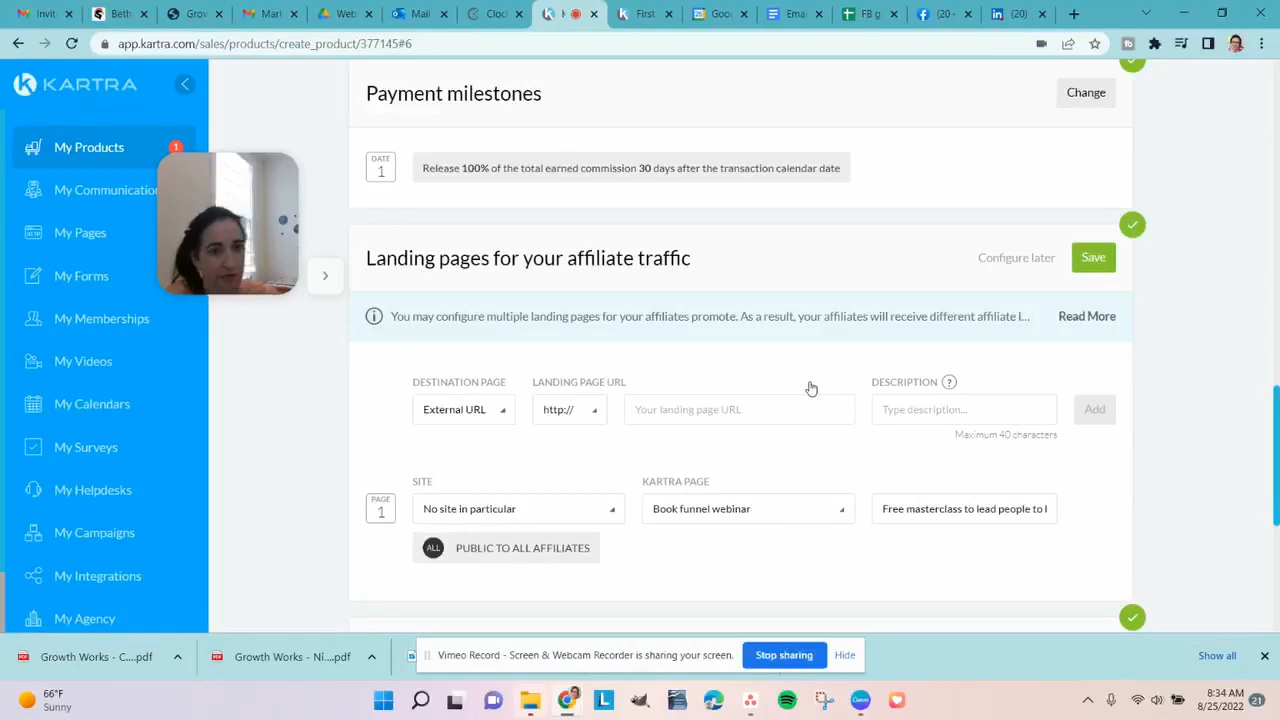 Invit
Beth
Grov
Mark
Web
Mail
Clock
K
First
Goo
Ema
FB g
(20+
(20)
app.kartra.com/sales/products/create_product/377145#6
KARTRA
My Products
1
My Communication
My Pages
My Forms
My Memberships
My Videos
My Calendars
My Surveys
My Helpdesks
My Campaigns
My Integrations
My Agency
Payment milestones
Change
DATE
1
Release 100% of the total earned commission 30 days after the transaction calendar date
Landing pages for your affiliate traffic
Configure later
Save
You may configure multiple landing pages for your affiliates promote. As a result, your affiliates will receive different affiliate l...
Read More
DESTINATION PAGE
LANDING PAGE URL
DESCRIPTION ?
External URL
http://
Your landing page URL
Type description...
Add
Maximum 40 characters
SITE
KARTRA PAGE
PAGE
1
No site in particular
Book funnel webinar
Free masterclass to lead people to l
ALL PUBLIC TO ALL AFFILIATES
Growth Works - C....pdf
Growth Works - Ni....pdf
Vimeo Record - Screen & Webcam Recorder is sharing your screen.
Stop sharing
Hide
Show all
66°F
Sunny
8:34 AM
8/25/2022
21